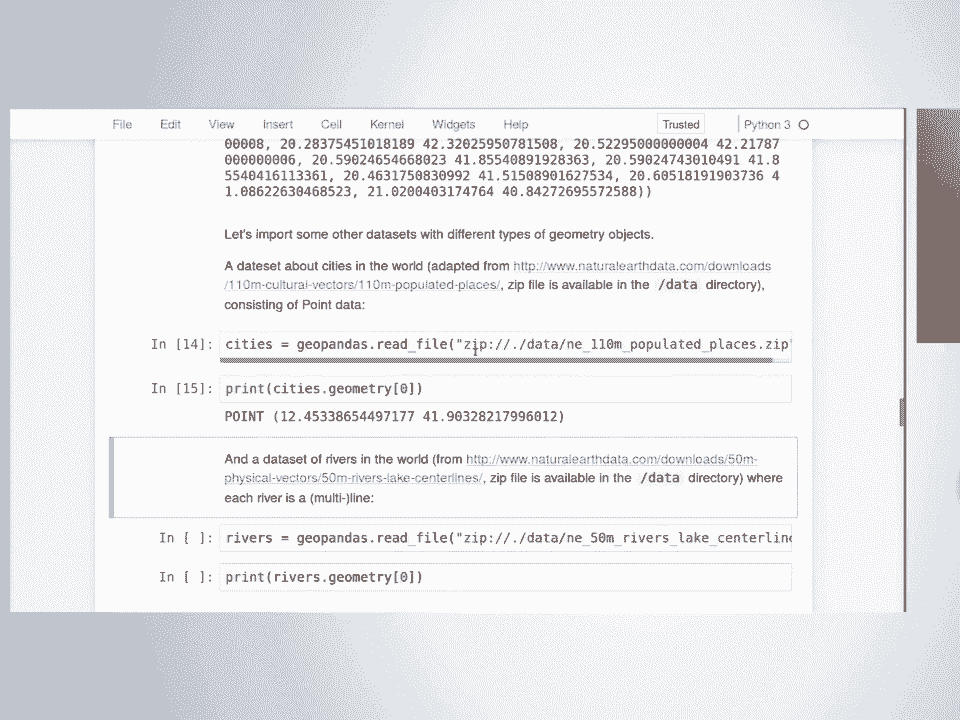 File Edit View Insert Cell Kernel Widgets Help Trusted Python 3
00008, 20.28375451018189 42.32025950781508, 20.52295000000004 42.21787
000000006, 20.59024654668023 41.85540891928363, 20.59024743010491 41.8
5540416113361, 20.4631750830992 41.51508901627534, 20.60518191903736 4
1.08622630468523, 21.0200403174764 40.84272695572588))
Let's import some other datasets with different types of geometry objects.
A dateset about cities in the world (adapted from http://www.naturalearthdata.com/downloads
/110m-cultural-vectors/110m-populated-places/, zip file is available in the /data directory),
consisting of Point data:
In [14]: cities = geopandas.read_file("zip://./data/ne_110m_populated_places.zip"
In [15]: print(cities.geometry[0])
POINT (12.45338654497177 41.90328217996012)
And a dataset of rivers in the world (from http://www.naturalearthdata.com/downloads/50m-
physical-vectors/50m-rivers-lake-centerlines/, zip file is available in the /data directory) where
each river is a (multi-)line:
In [ ]: rivers = geopandas.read_file("zip://./data/ne_50m_rivers_lake_centerline
In [ ]: print(rivers.geometry[0])